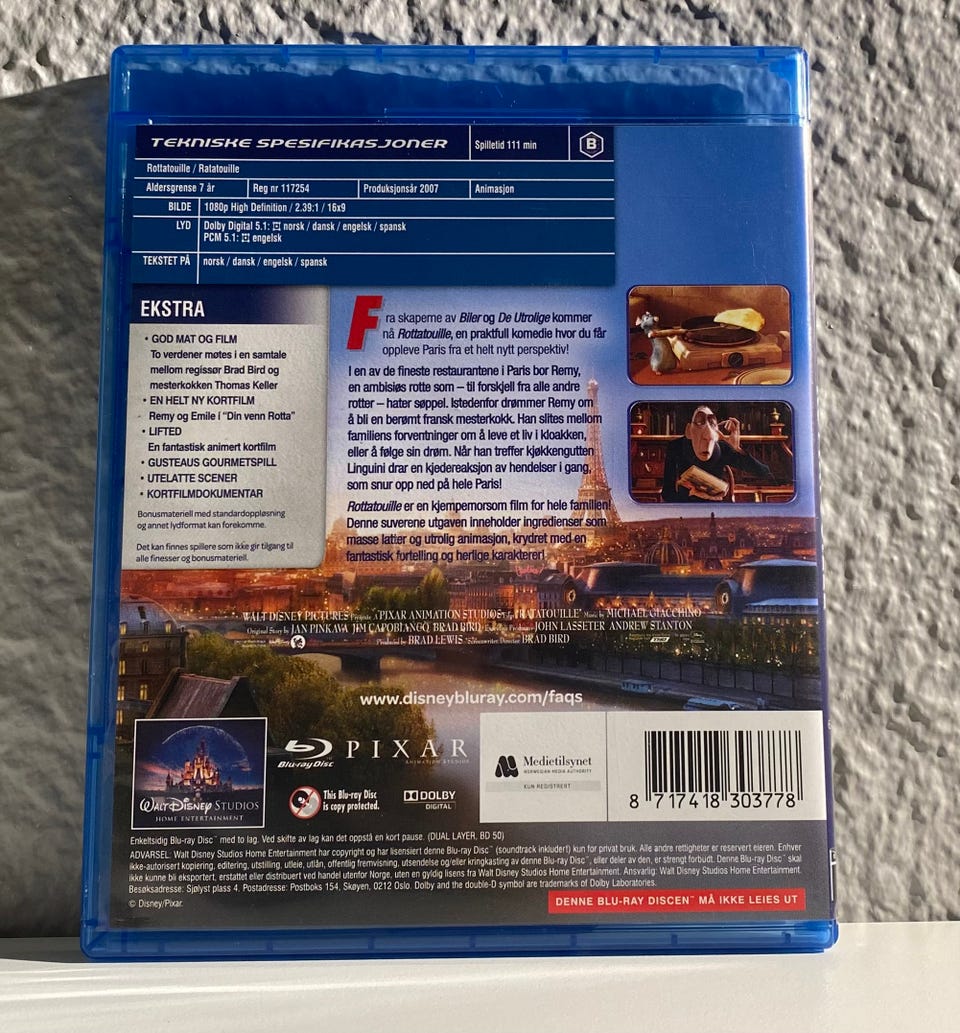 TEKNISKE SPESIFIKASJONER
Spilletid 111 min
B
Rottatouille / Ratatouille
Aldersgrense 7 år
Reg nr 117254
Produksjonsår 2007
Animasjon
BILDE 1080p High Definition / 2.39:1 / 16x9
LYD Dolby Digital 5.1: norsk / dansk / engelsk / spansk
PCM 5.1: engelsk
TEKSTET PÅ norsk / dansk / engelsk / spansk
EKSTRA
• GOD MAT OG FILM
To verdener møtes i en samtale
mellom regissør Brad Bird og
mesterkokken Thomas Keller
• EN HELT NY KORTFILM
Remy og Emile i "Din venn Rotta"
• LIFTED
En fantastisk animert kortfilm
• GUSTEAUS GOURMETSPILL
• UTELATTE SCENER
• KORTFILMDOKUMENTAR
Bonusmateriell med standardoppløsning
og annet lydformat kan forekomme.
Det kan finnes spillere som ikke gir tilgang til
alle finesser og bonusmateriell.
Fra skaperne av Biler og De Utrolige kommer
nå Rottatouille, en praktfull komedie hvor du får
oppleve Paris fra et helt nytt perspektiv!
I en av de fineste restaurantene i Paris bor Remy,
en ambisiøs rotte som – til forskjell fra alle andre
rotter – hater søppel. Istedenfor drømmer Remy om
å bli en berømt fransk mesterkokk. Han slites mellom
familiens forventninger om å leve et liv i kloakken,
eller å følge sin drøm. Når han treffer kjøkkengutten
Linguini drar en kjedereaksjon av hendelser i gang,
som snur opp ned på hele Paris!
Rottatouille er en kjempemorsom film for hele familien!
Denne suverene utgaven inneholder ingredienser som
masse latter og utrolig animasjon, krydret med en
fantastisk fortelling og herlige karakterer!
WALT DISNEY PICTURES Presents A PIXAR ANIMATION STUDIOS Film "RATATOUILLE" Music by MICHAEL GIACCHINO
Original Story by JAN PINKAVA JIM CAPOBIANCO BRAD BIRD Executive Producers JOHN LASSETER ANDREW STANTON
Produced by BRAD LEWIS Screenwriter/Director BRAD BIRD
www.disneybluray.com/faqs
WALT DISNEY STUDIOS
HOME ENTERTAINMENT
Blu-ray Disc™
PIXAR
ANIMATION STUDIOS
This Blu-ray Disc
is copy protected.
DOLBY
DIGITAL
Medietilsynet
NORWEGIAN MEDIA AUTHORITY
KUN REGISTRERT
8 717418 303778
Enkeltsidig Blu-ray Disc™ med to lag. Ved skifte av lag kan det oppstå en kort pause. (DUAL LAYER, BD 50)
ADVARSEL: Walt Disney Studios Home Entertainment har copyright og har lisensiert denne Blu-ray Disc™ (soundtrack inkludert) kun for privat bruk. Alle andre rettigheter er reservert eieren. Enhver
ikke-autorisert kopiering, editering, utstilling, utleie, utlån, offentlig fremvisning, utsendelse og/eller kringkasting av denne Blu-ray Disc™, eller deler av den, er strengt forbudt. Denne Blu-ray Disc™ skal
ikke kunne bli eksportert, erstattet eller distribuert ved handel utenfor Norge, uten en gyldig lisens fra Walt Disney Studios Home Entertainment. Ansvarlig: Walt Disney Studios Home Entertainment.
Besøksadresse: Sjølyst plass 4, Postadresse: Postboks 154, Skøyen, 0212 Oslo. Dolby and the double-D symbol are trademarks of Dolby Laboratories.
© Disney/Pixar.
DENNE BLU-RAY DISCEN™ MÅ IKKE LEIES UT